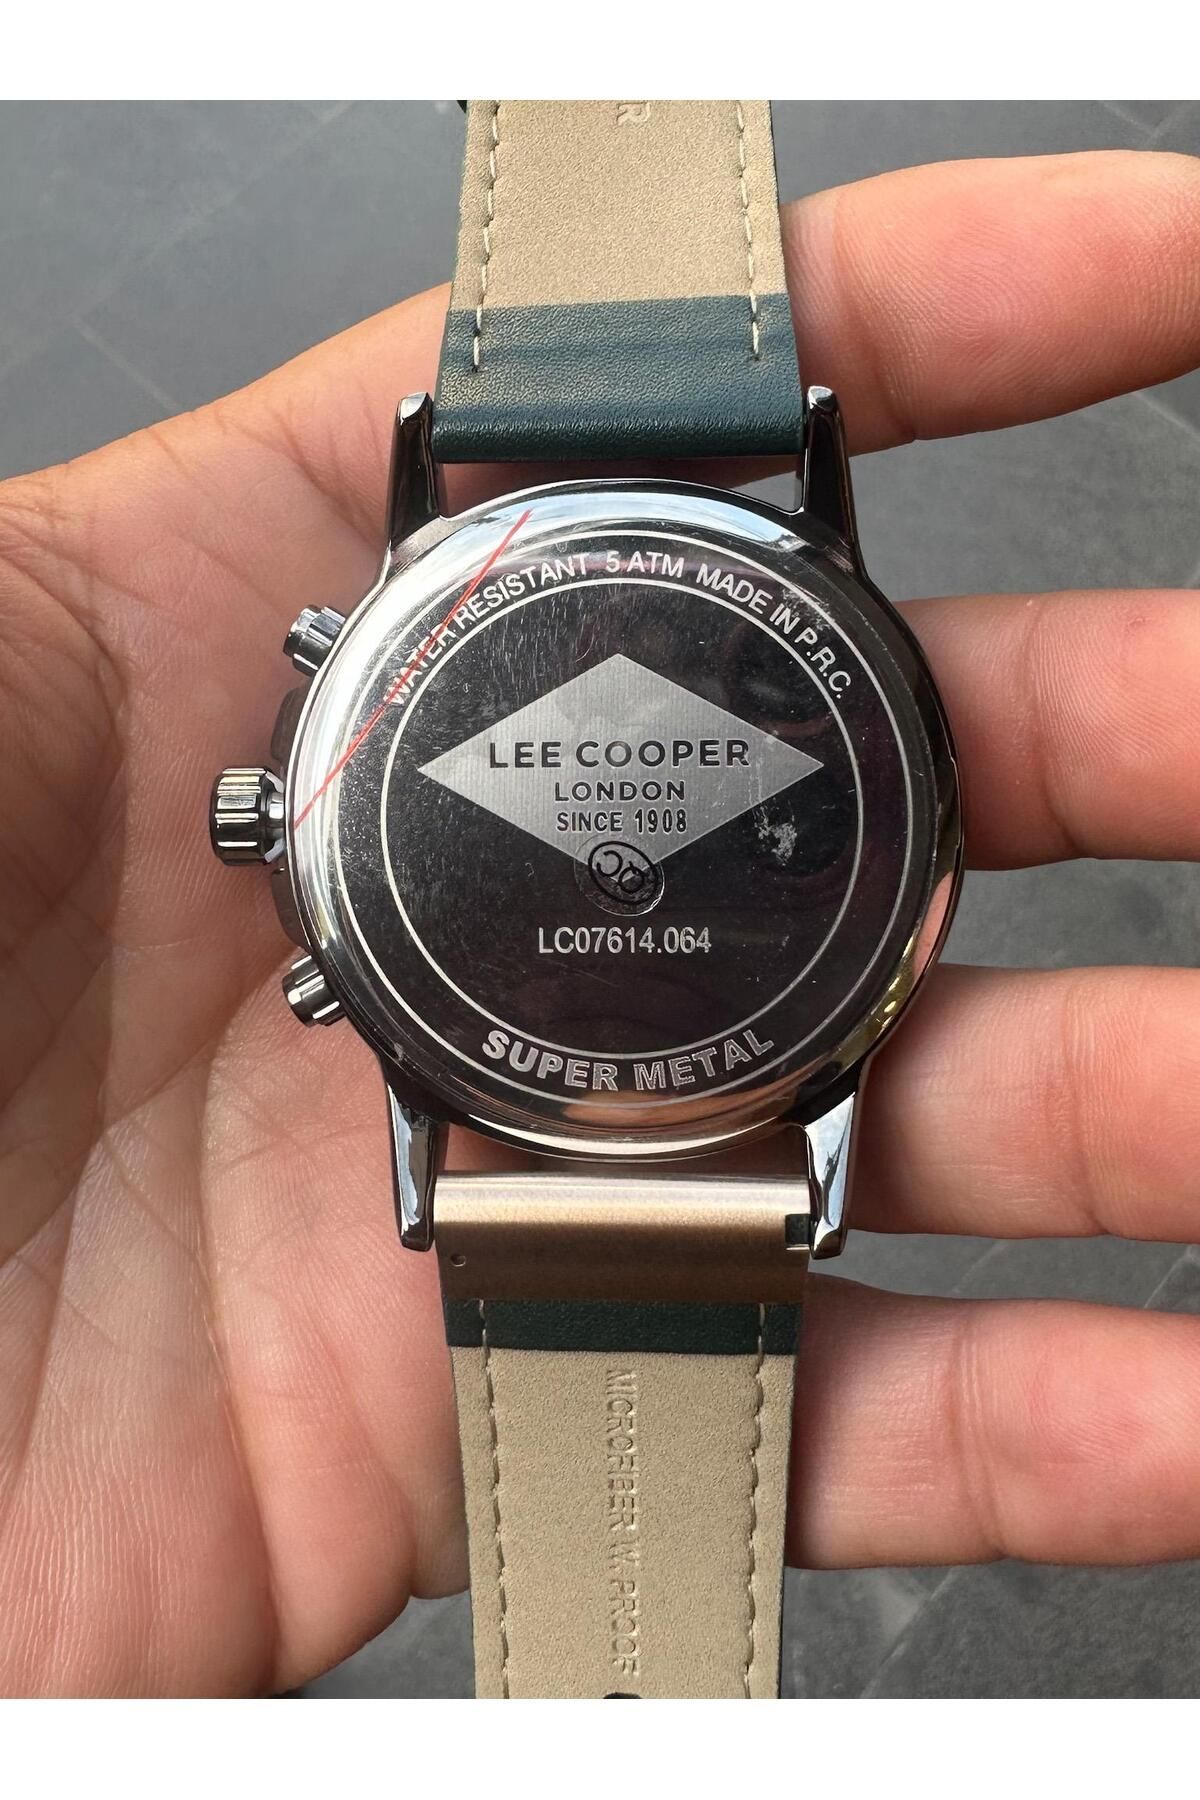 R
WATER RESISTANT 5 ATM MADE IN P.R.C.
LEE COOPER
LONDON
SINCE 1908
QC
LC07614.064
SUPER METAL
MICROFIBER W. PROOF